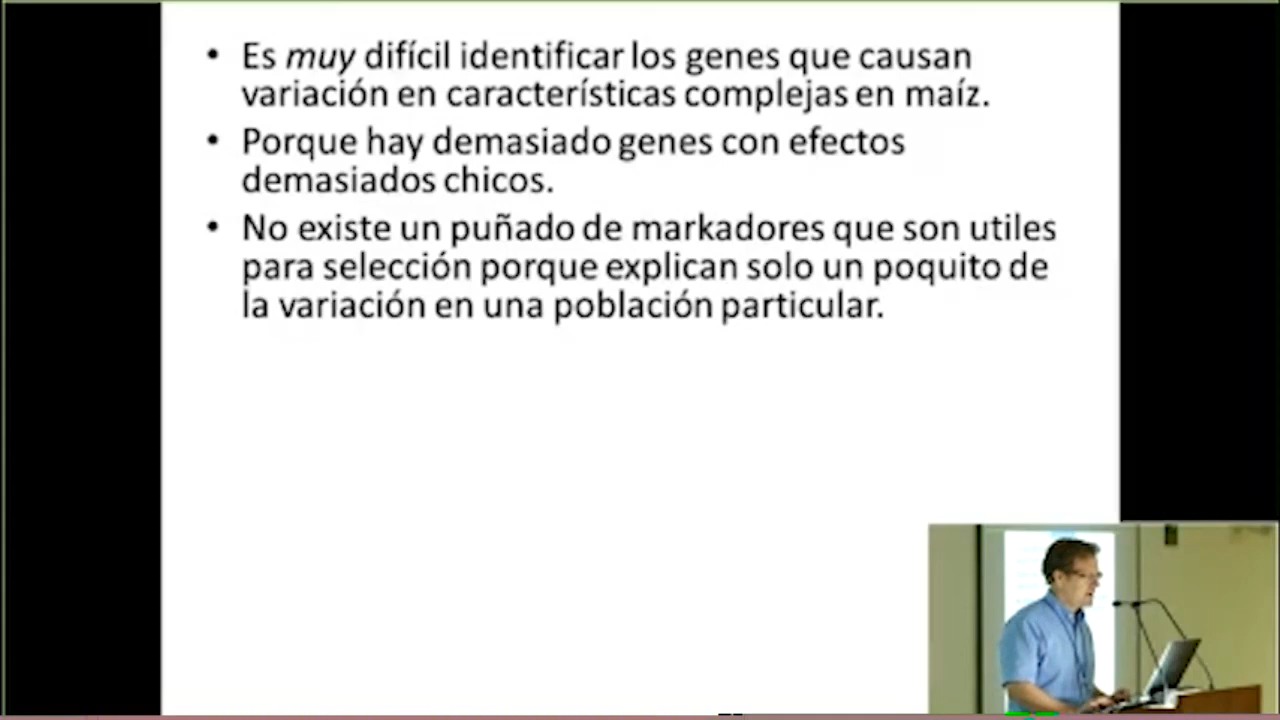 • Es muy difícil identificar los genes que causan
variación en características complejas en maíz.
• Porque hay demasiado genes con efectos
demasiados chicos.
• No existe un puñado de markadores que son utiles
para selección porque explican solo un poquito de
la variación en una población particular.